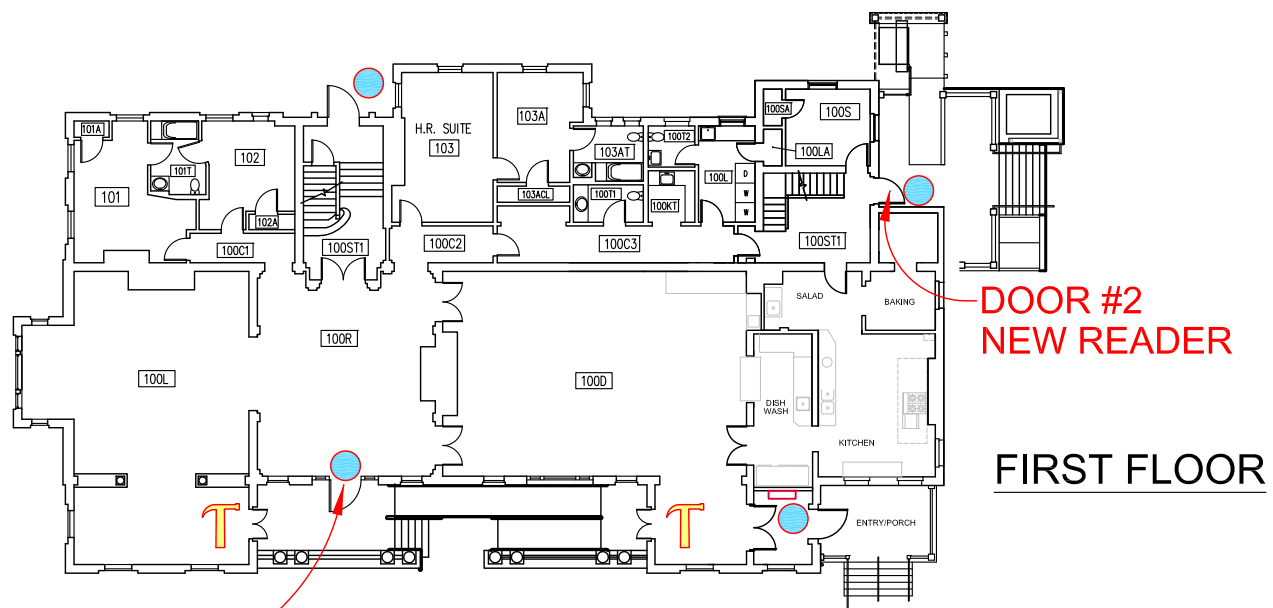 101A
101
101T
102
102A
100C1
100ST1
H.R. SUITE
103
103A
103AT
103ACL
100T1
100T2
100KT
100L
D
W
W
100SA
100S
100LA
100C2
100C3
100ST1
SALAD
BAKING
DOOR #2
NEW READER
100R
100L
100D
DISH
WASH
KITCHEN
FIRST FLOOR
ENTRY/PORCH